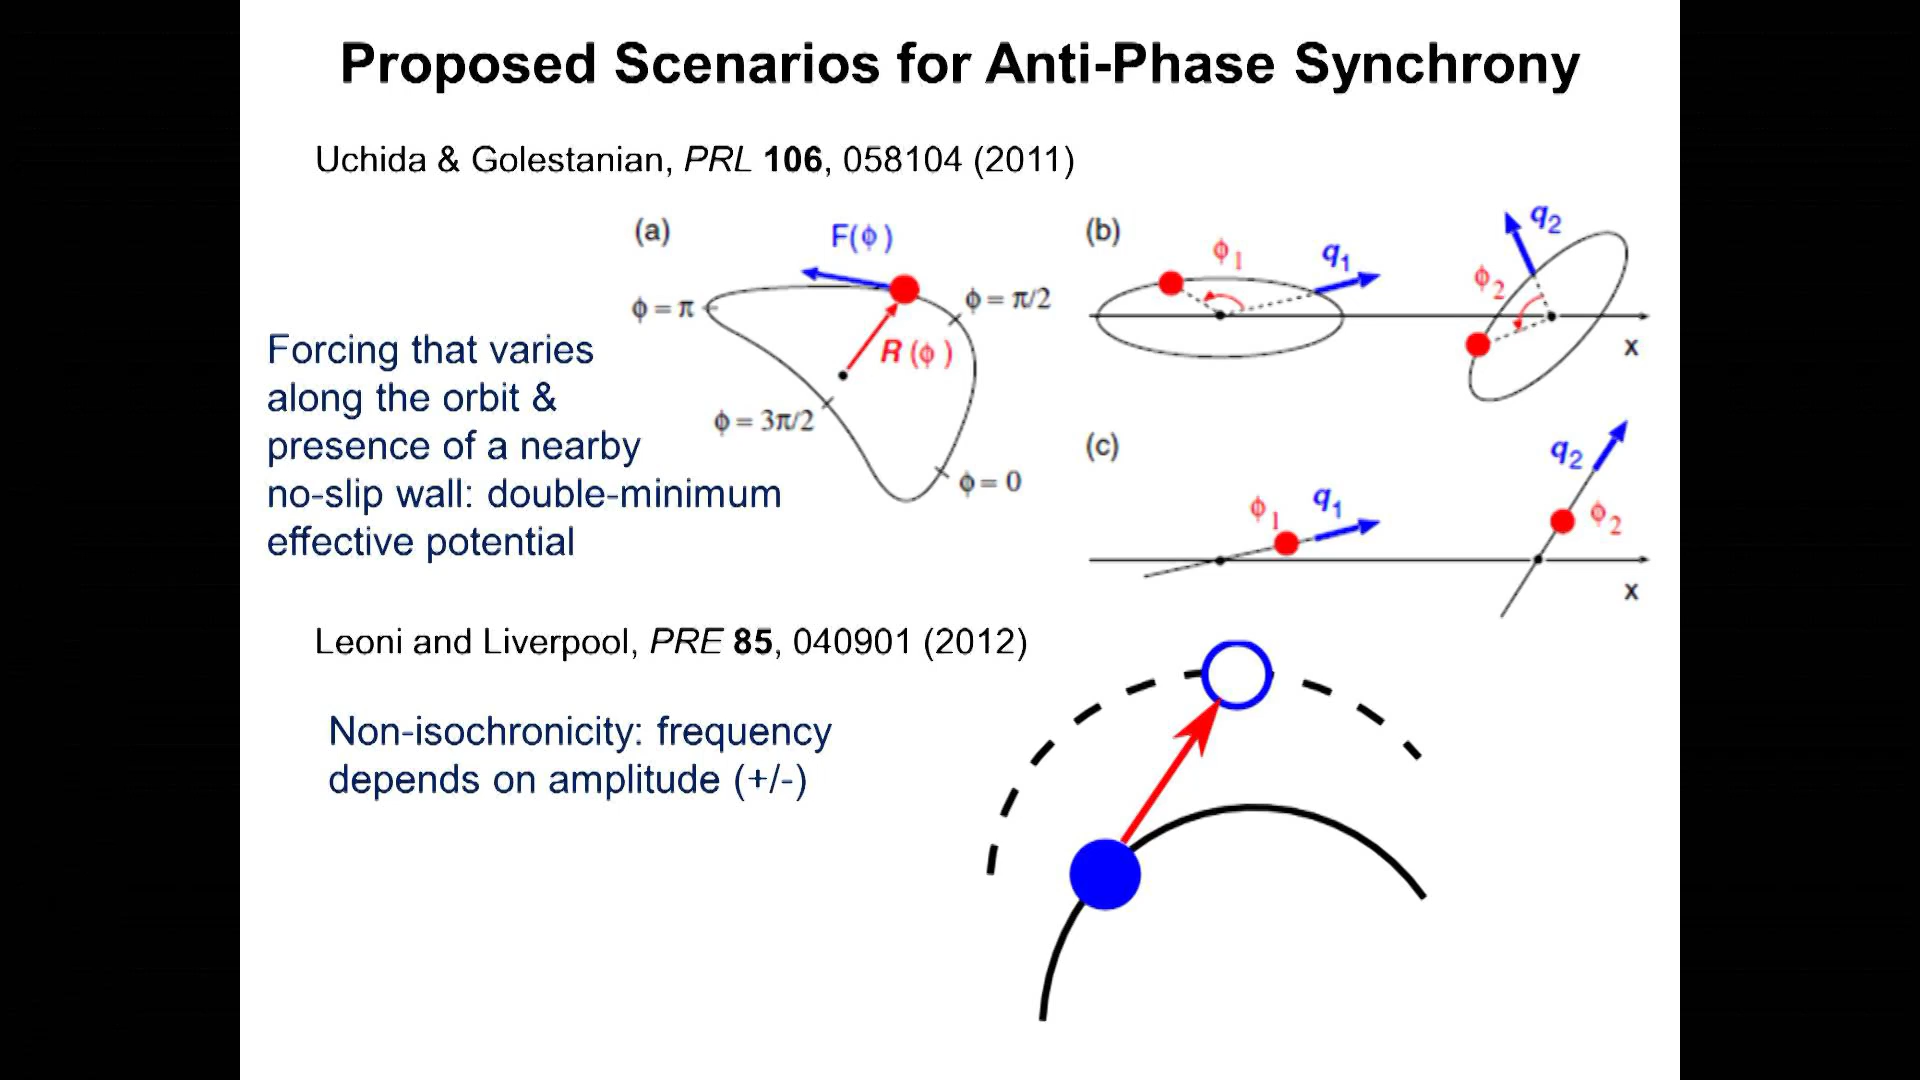 Proposed Scenarios for Anti-Phase Synchrony
Uchida & Golestanian, PRL 106, 058104 (2011)
(a)
F(ϕ)
ϕ = π
ϕ = π/2
R(ϕ)
ϕ = 3π/2
ϕ = 0
(b)
ϕ1
q1
q2
ϕ2
x
(c)
ϕ1
q1
q2
ϕ2
x
Forcing that varies
along the orbit &
presence of a nearby
no-slip wall: double-minimum
effective potential
Leoni and Liverpool, PRE 85, 040901 (2012)
Non-isochronicity: frequency
depends on amplitude (+/-)